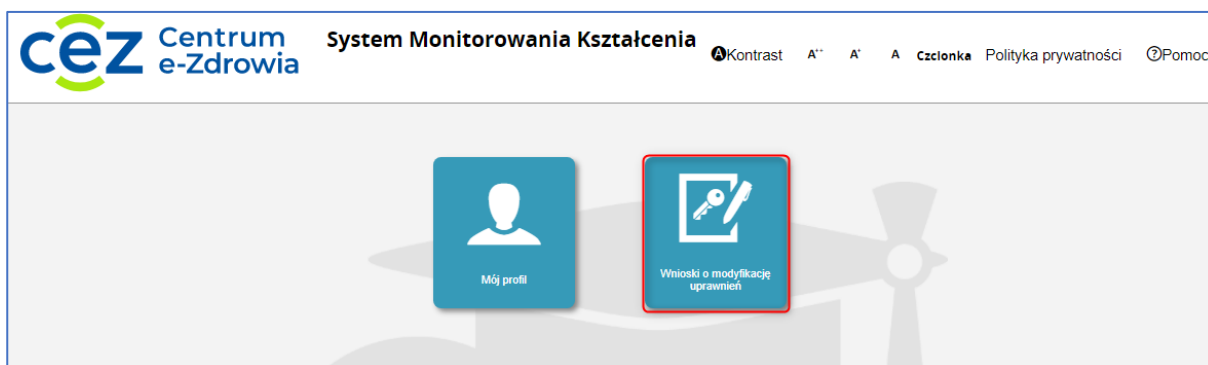 cez Centrum
e-Zdrowia
System Monitorowania Kształcenia
A Kontrast A++ A+ A Czcionka Polityka prywatności ?Pomoc
Mój profil
Wnioski o modyfikację
uprawnień